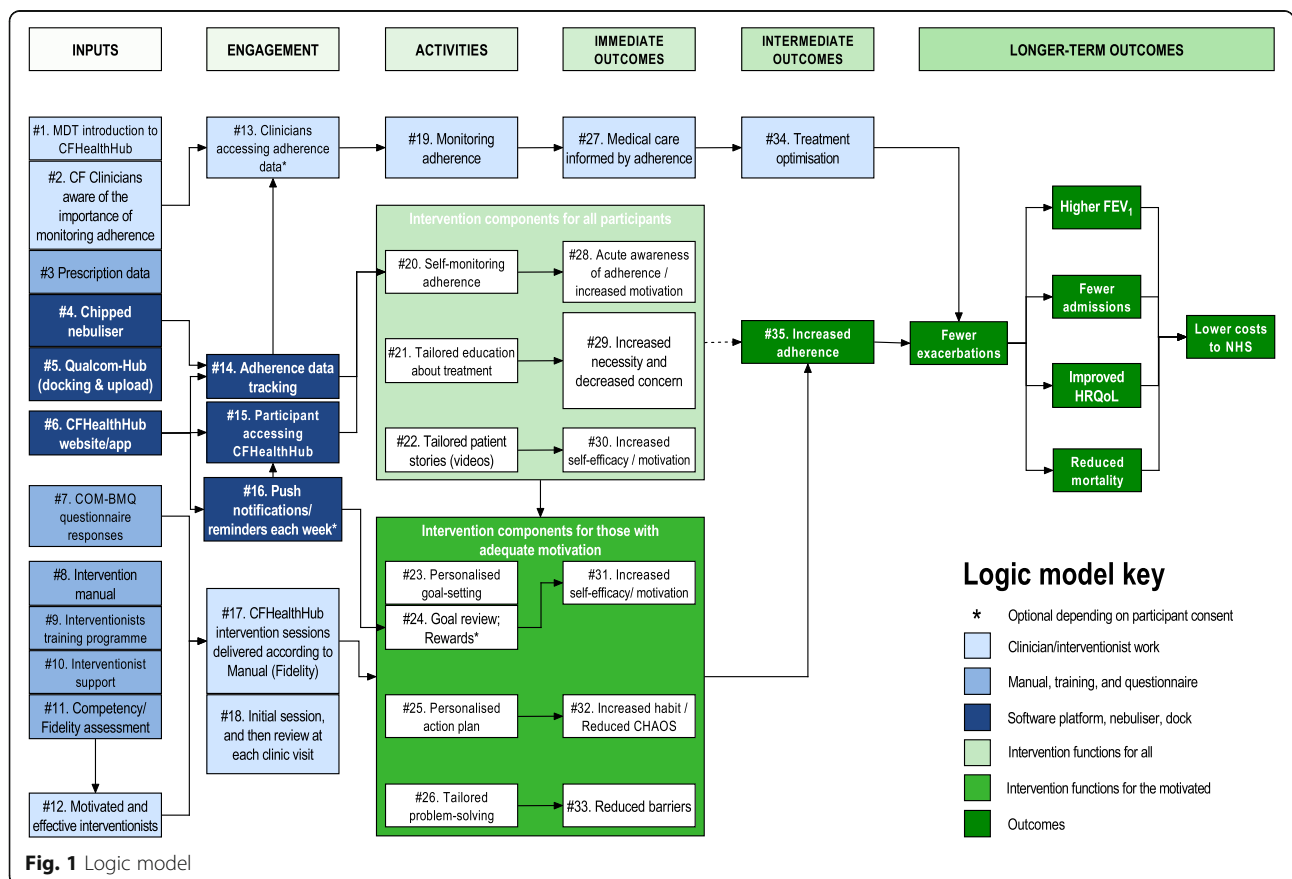 INPUTS
ENGAGEMENT
ACTIVITIES
IMMEDIATE
OUTCOMES
INTERMEDIATE
OUTCOMES
LONGER-TERM OUTCOMES
#1. MDT introduction to
CFHealthHub
#2. CF Clinicians
aware of the
importance of
monitoring adherence
#3 Prescription data
#4. Chipped
nebuliser
#5. Qualcom-Hub
(docking & upload)
#6. CFHealthHub
website/app
#7. COM-BMQ
questionnaire
responses
#8. Intervention
manual
#9. Interventionists
training programme
#10. Interventionist
support
#11. Competency/
Fidelity assessment
#12. Motivated and
effective interventionists
#13. Clinicians
accessing adherence
data*
#14. Adherence data
tracking
#15. Participant
accessing
CFHealthHub
#16. Push
notifications/
reminders each week*
#17. CFHealthHub
intervention sessions
delivered according to
Manual (Fidelity)
#18. Initial session,
and then review at
each clinic visit
#19. Monitoring
adherence
#27. Medical care
informed by adherence
#34. Treatment
optimisation
Intervention components for all participants
#20. Self-monitoring
adherence
#28. Acute awareness
of adherence /
increased motivation
#21. Tailored education
about treatment
#29. Increased
necessity and
decreased concern
#22. Tailored patient
stories (videos)
#30. Increased
self-efficacy / motivation
Intervention components for those with
adequate motivation
#23. Personalised
goal-setting
#24. Goal review;
Rewards*
#31. Increased
self-efficacy/ motivation
#25. Personalised
action plan
#32. Increased habit /
Reduced CHAOS
#26. Tailored
problem-solving
#33. Reduced barriers
#35. Increased
adherence
Fewer
exacerbations
Higher FEV1
Fewer
admissions
Improved
HRQoL
Reduced
mortality
Lower costs
to NHS
Logic model key
* Optional depending on participant consent
Clinician/interventionist work
Manual, training, and questionnaire
Software platform, nebuliser, dock
Intervention functions for all
Intervention functions for the motivated
Outcomes
Fig. 1 Logic model